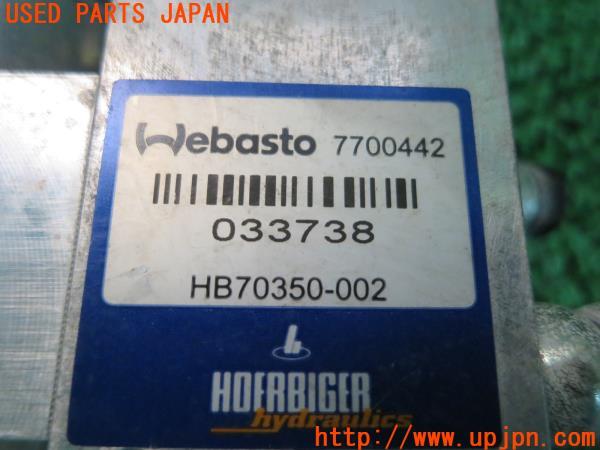 USED PARTS JAPAN
Webasto 7700442
033738
HB70350-002
HOERBIGER
hydraulics
http://www.upjpn.com/